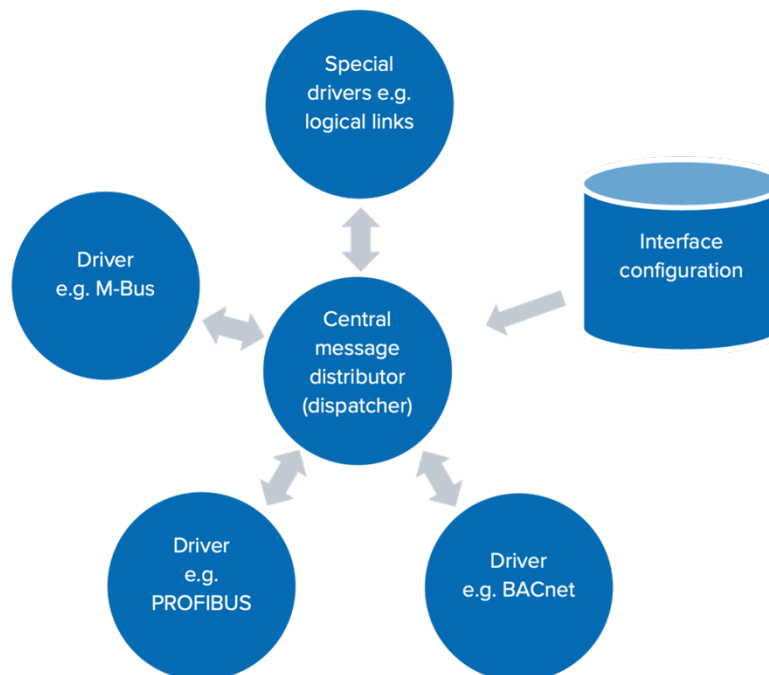 Special
drivers e.g.
logical links
Interface
configuration
Driver
e.g. M-Bus
Central
message
distributor
(dispatcher)
Driver
e.g.
PROFIBUS
Driver
e.g. BACnet